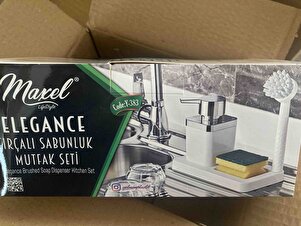 Maxel
LifeStyle
Code:Y-383
ELEGANCE
FIRÇALI SABUNLUK
MUTFAK SETİ
Elegance Brushed Soap Dispenser Kitchen Set